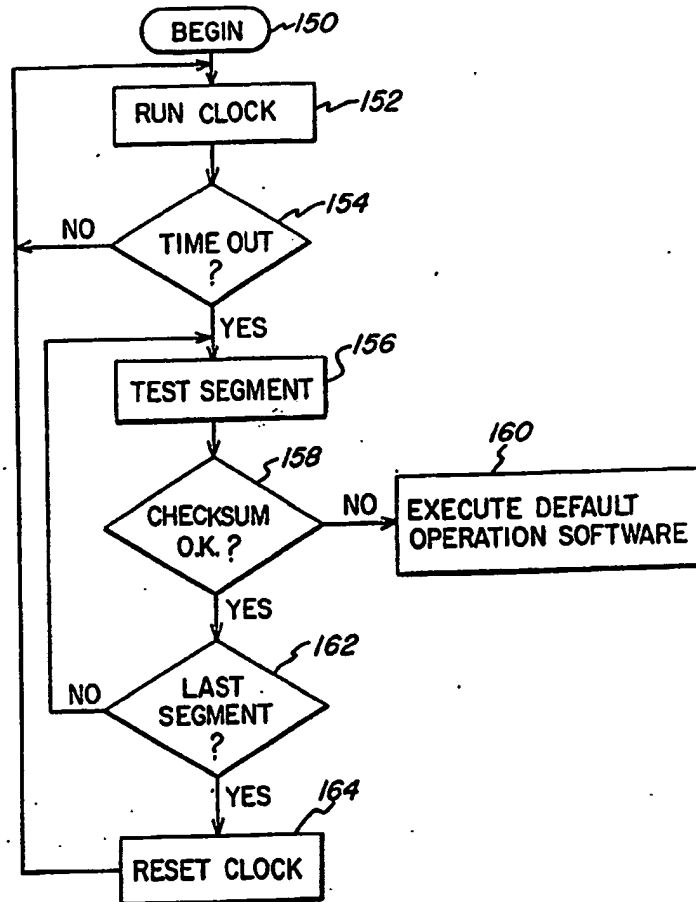 BEGIN
150
RUN CLOCK
152
154
TIME OUT
?
NO
YES
156
TEST SEGMENT
158
CHECKSUM
O.K. ?
NO
160
EXECUTE DEFAULT
OPERATION SOFTWARE
YES
162
LAST
SEGMENT
?
NO
YES
164
RESET CLOCK